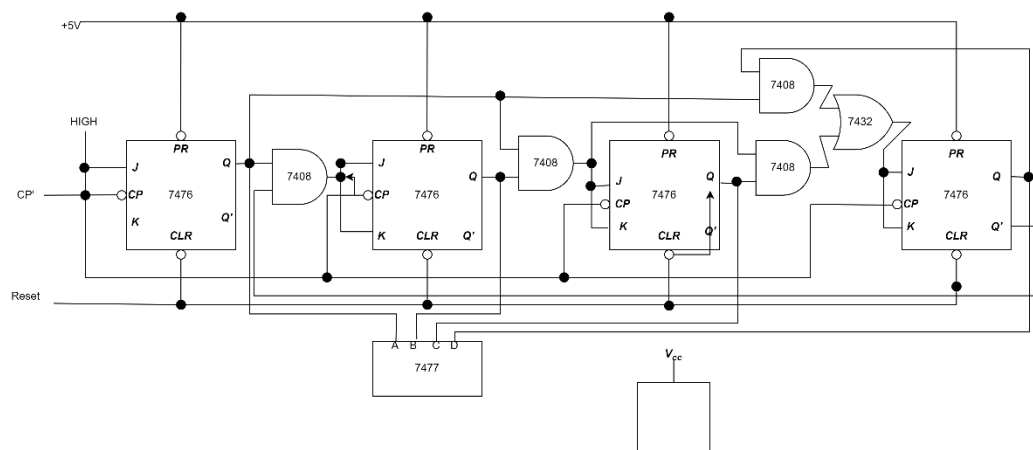 +5V
HIGH
CP'
Reset
PR
J
Q
CP
7476
K
Q'
CLR
7408
PR
J
Q
CP
7476
K
Q'
CLR
7408
PR
J
Q
CP
7476
K
Q'
CLR
7408
7408
7432
PR
J
Q
CP
7476
K
Q'
CLR
A B C D
7477
Vcc